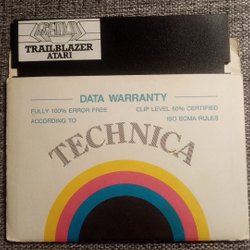 TRAILBLAZER
ATARI
DATA WARRANTY
FULLY 100% ERROR FREE CLIP LEVEL 60% CERTIFIED
ACCORDING TO ISO ECMA RULES
TECHNICA